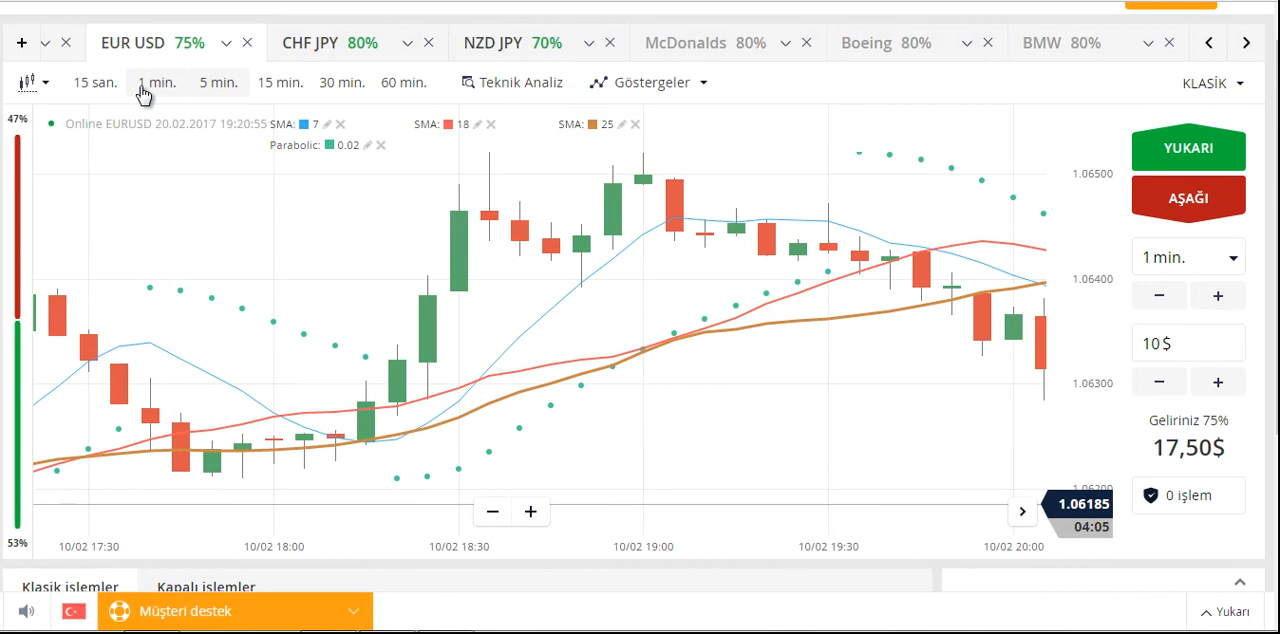 + EUR USD 75% CHF JPY 80% NZD JPY 70% McDonalds 80% Boeing 80% BMW 80%
15 san. 1 min. 5 min. 15 min. 30 min. 60 min. Teknik Analiz Göstergeler KLASİK
47% Online EURUSD 20.02.2017 19:20:55 SMA: 7 SMA: 18 SMA: 25
Parabolic: 0.02
YUKARI
1.06500
AŞAĞI
1 min.
1.06400
− +
10 $
1.06300
− +
Geliriniz 75%
17,50$
1.06200
0 işlem
1.06185
− +
04:05
53% 10/02 17:30 10/02 18:00 10/02 18:30 10/02 19:00 10/02 19:30 10/02 20:00
Klasik işlemler Kapalı işlemler
Müşteri destek Yukarı